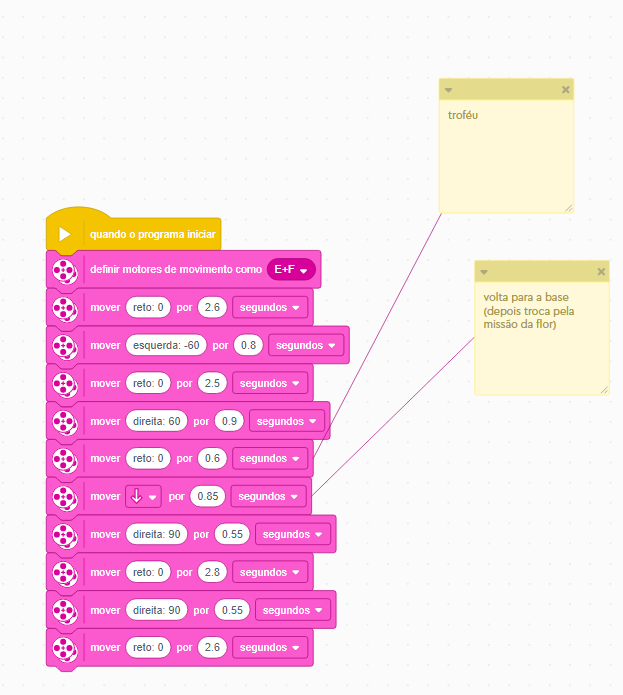 troféu
quando o programa iniciar
definir motores de movimento como E+F
volta para a base
(depois troca pela
missão da flor)
mover reto: 0 por 2.6 segundos
mover esquerda: -60 por 0.8 segundos
mover reto: 0 por 2.5 segundos
mover direita: 60 por 0.9 segundos
mover reto: 0 por 0.6 segundos
mover ↓ por 0.85 segundos
mover direita: 90 por 0.55 segundos
mover reto: 0 por 2.8 segundos
mover direita: 90 por 0.55 segundos
mover reto: 0 por 2.6 segundos